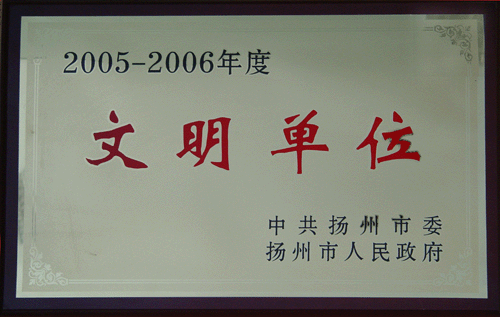 2005-2006年度
文明单位
中共扬州市委
扬州市人民政府